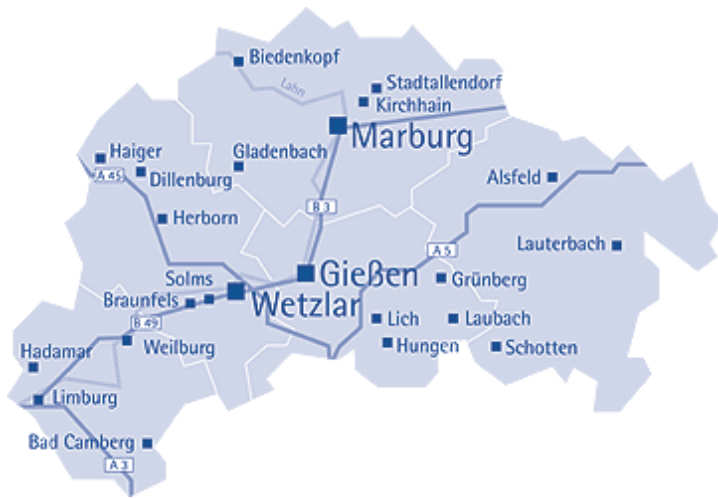 Biedenkopf
Lahn
Stadtallendorf
Kirchhain
Marburg
Haiger
Gladenbach
A 45
Dillenburg
Alsfeld
B 3
Herborn
A 5
Lauterbach
Gießen
Solms
Grünberg
Braunfels
Wetzlar
B 49
Lich
Laubach
Hadamar
Weilburg
Hungen
Schotten
Limburg
Bad Camberg
A 3